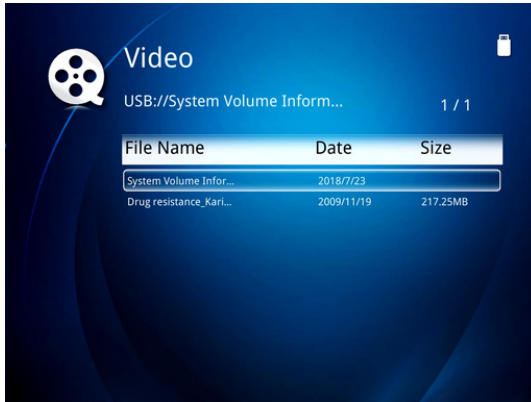 Video
USB://System Volume Inform... 1 / 1
File Name Date Size
System Volume Infor... 2018/7/23
Drug resistance_Kari... 2009/11/19 217.25MB